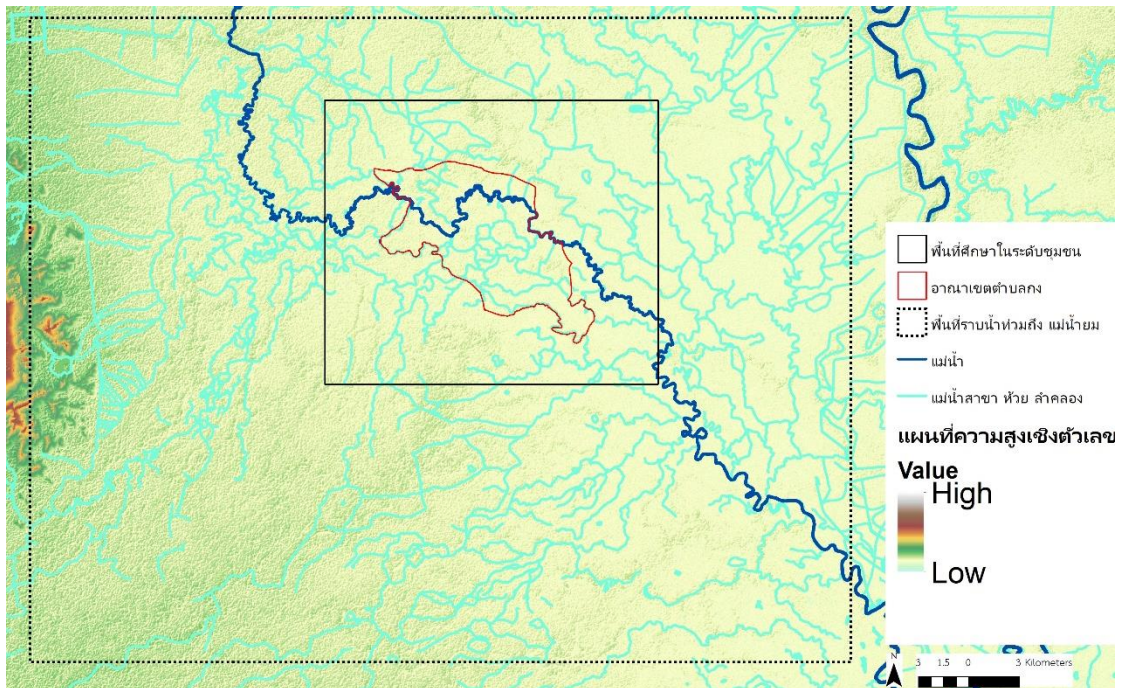 พื้นที่ศึกษาในระดับชุมชน
อาณาเขตตำบลกง
พื้นที่ราบน้ำท่วมถึง แม่น้ำยม
แม่น้ำ
แม่น้ำสาขา ห้วย ลำคลอง
แผนที่ความสูงเชิงตัวเลข
Value
High
Low
N
3 1.5 0 3 Kilometers